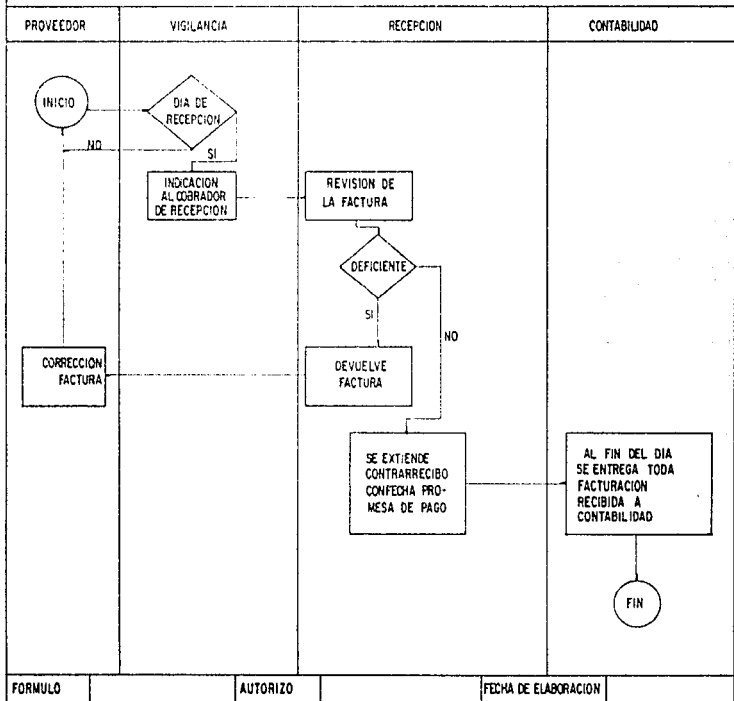 PROVEEDOR
VIGILANCIA
RECEPCION
CONTABILIDAD
INICIO
DIA DE
RECEPCION
NO
SI
INDICACION
AL COBRADOR
DE RECEPCION
REVISION DE
LA FACTURA
DEFICIENTE
SI
NO
CORRECCION
FACTURA
DEVUELVE
FACTURA
SE EXTIENDE
CONTRARRECIBO
CONFECHA PRO-
MESA DE PAGO
AL FIN DEL DIA
SE ENTREGA TODA
FACTURACION
RECIBIDA A
CONTABILIDAD
FIN
FORMULO
AUTORIZO
FECHA DE ELABORACION